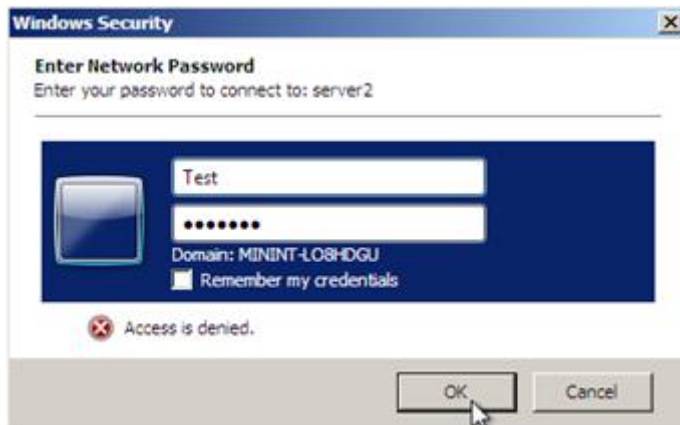 Windows Security
Enter Network Password
Enter your password to connect to: server2
Test
•••••••
Domain: MININT-LO8HDGU
Remember my credentials
Access is denied.
OK
Cancel